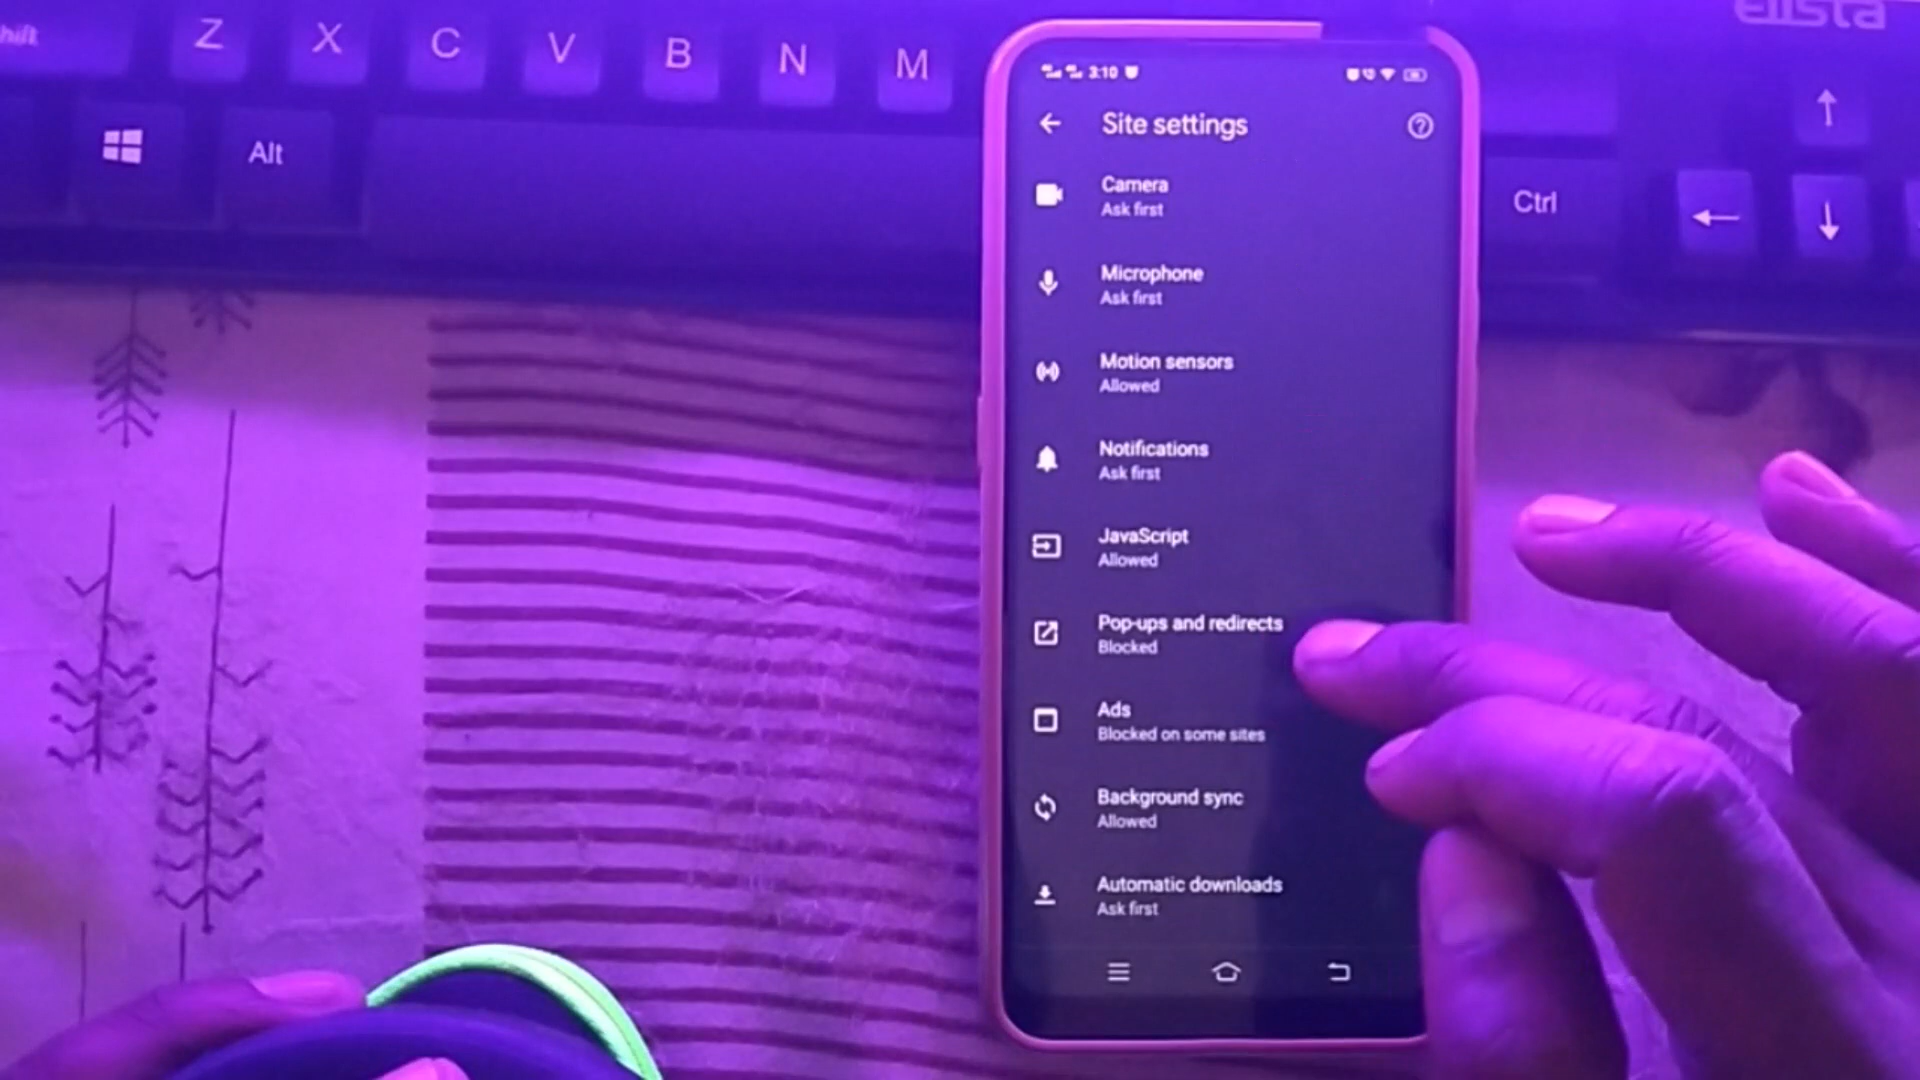 Z X C V B N M
Elista
Alt
Ctrl
3:10
Site settings
Camera
Ask first
Microphone
Ask first
Motion sensors
Allowed
Notifications
Ask first
JavaScript
Allowed
Pop-ups and redirects
Blocked
Ads
Blocked on some sites
Background sync
Allowed
Automatic downloads
Ask first